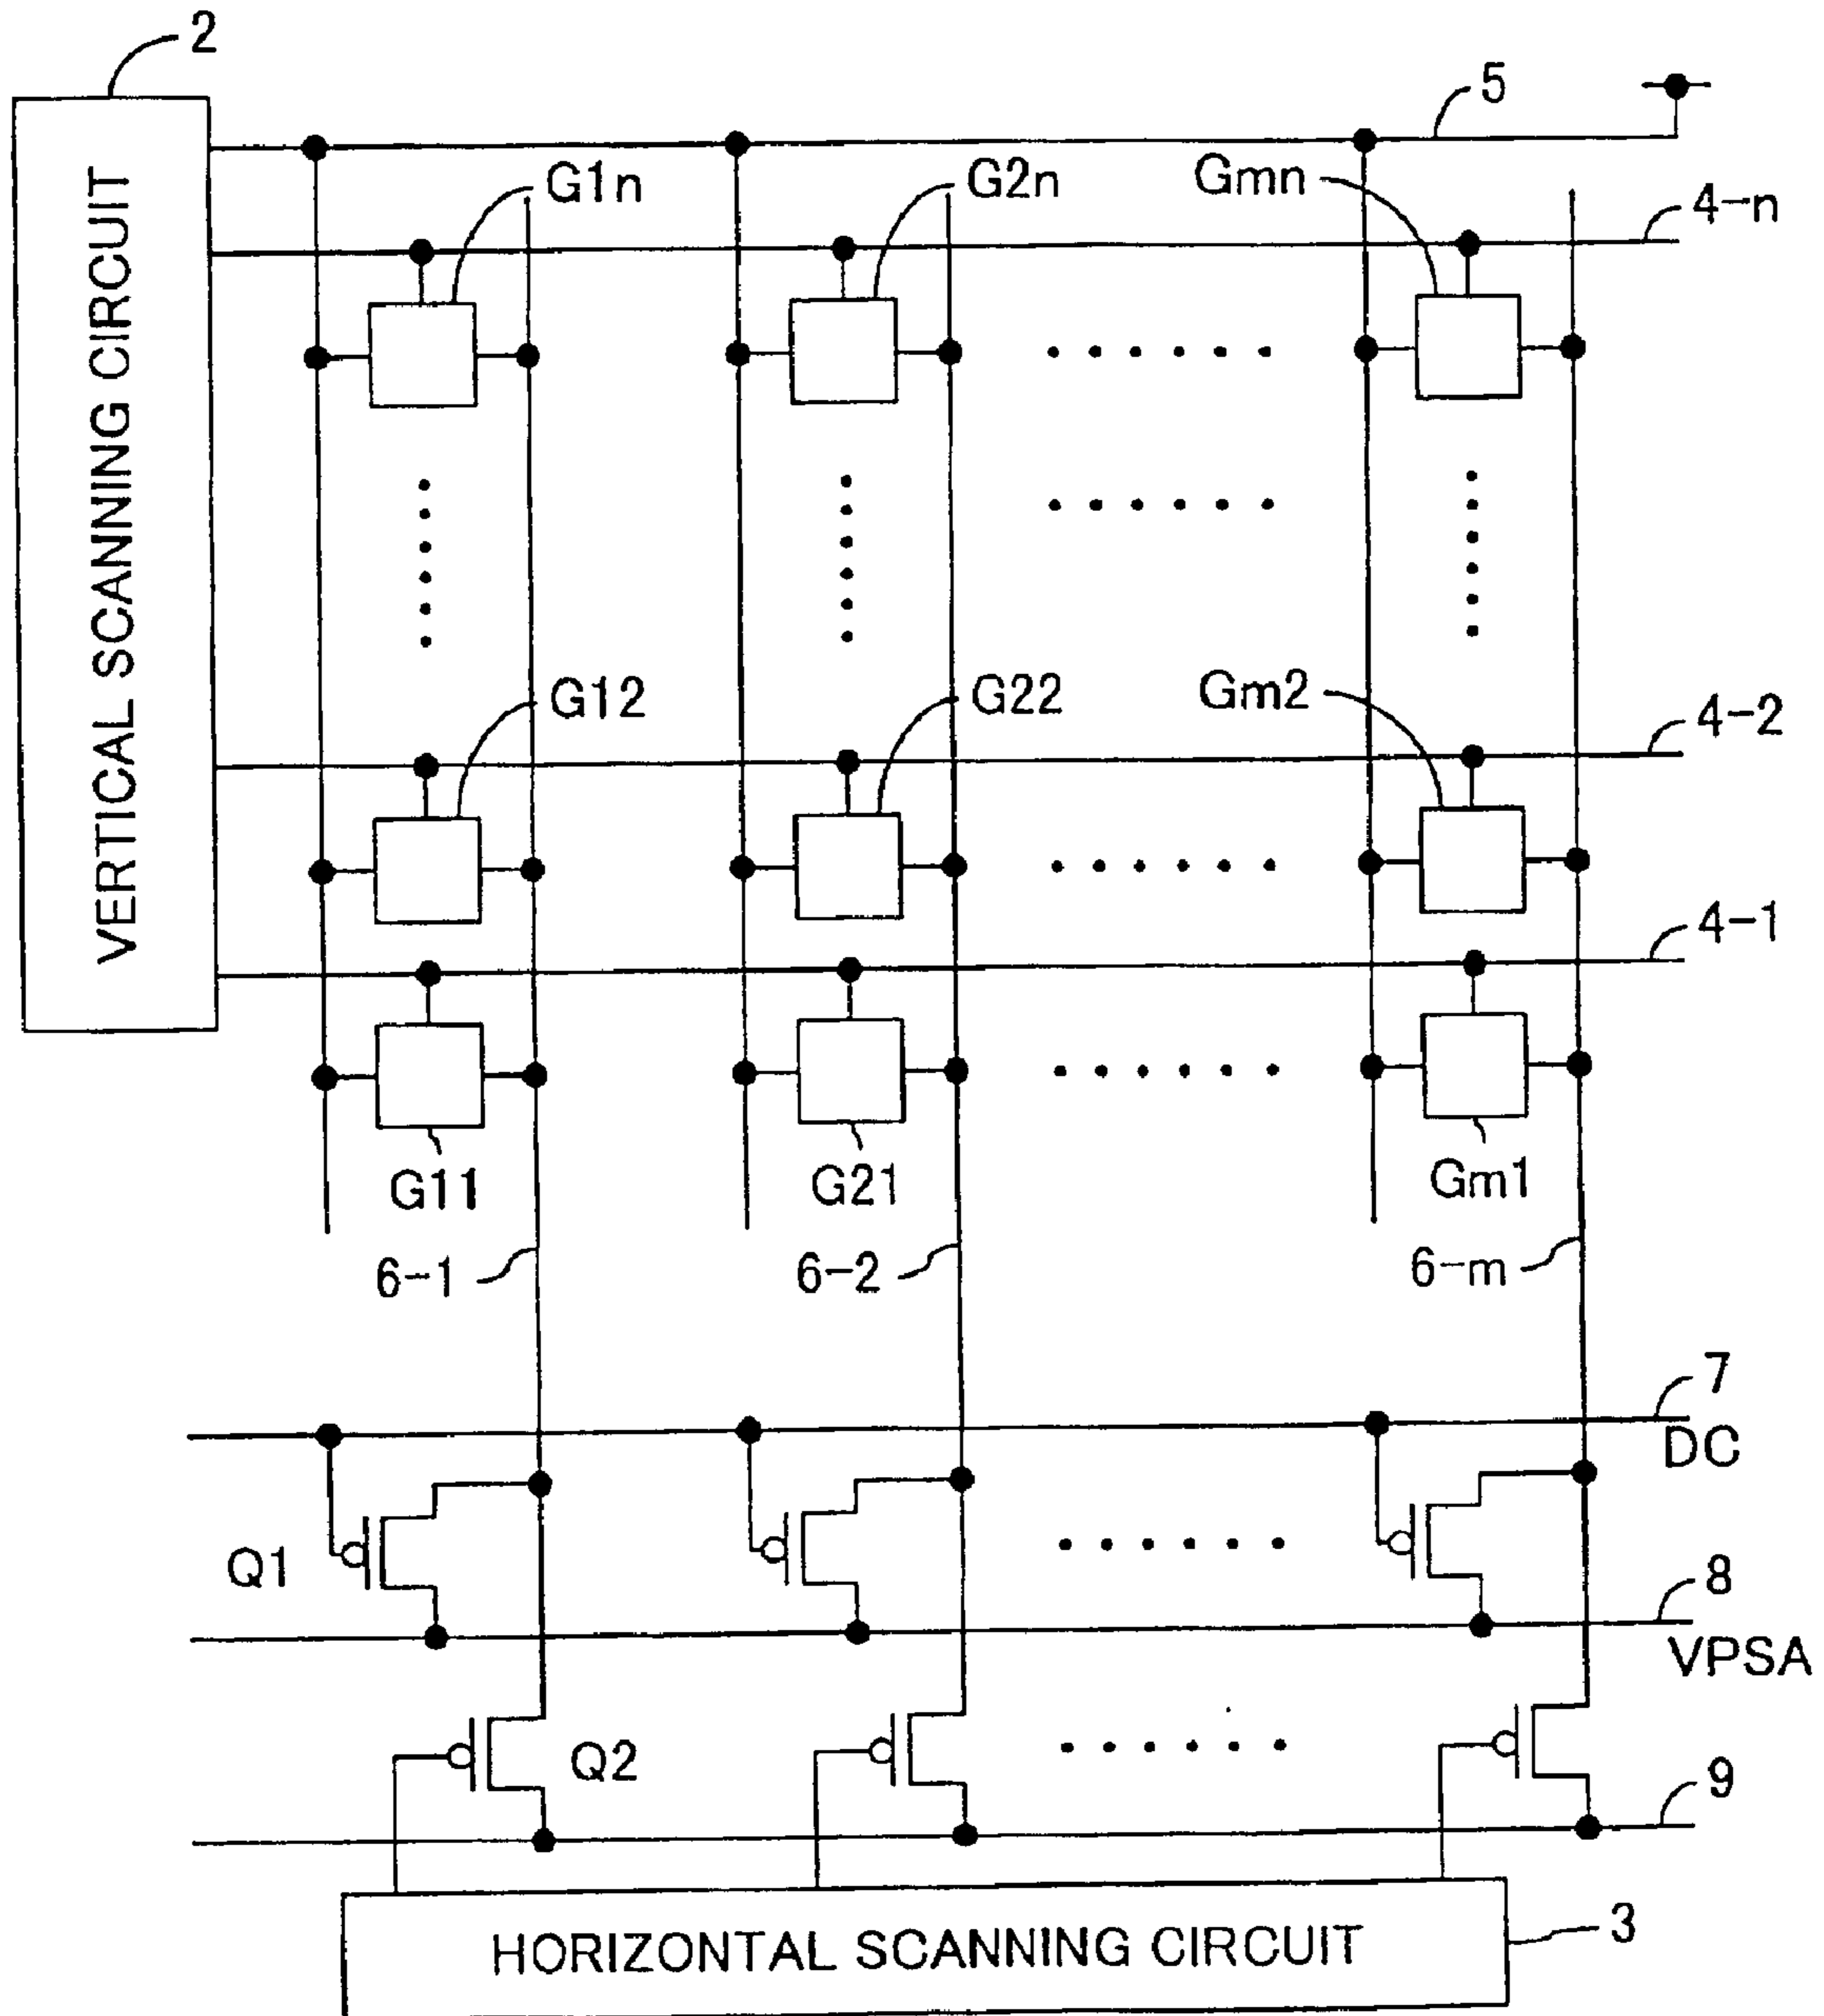 2
5
G1n
G2n
Gmn
4-n
VERTICAL SCANNING CIRCUIT
G12
G22
Gm2
4-2
4-1
G11
G21
Gm1
6-1
6-2
6-m
7
DC
Q1
8
VPSA
Q2
9
HORIZONTAL SCANNING CIRCUIT
3